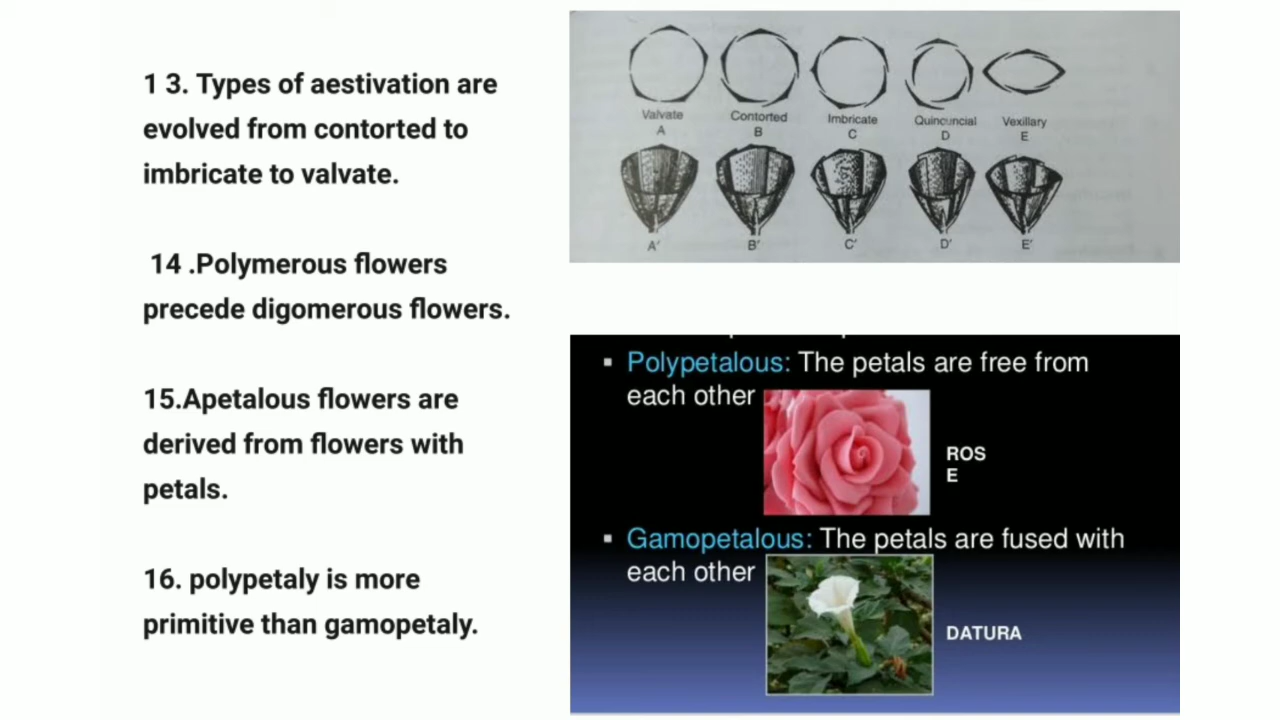 1 3. Types of aestivation are
evolved from contorted to
imbricate to valvate.
14 .Polymerous flowers
precede digomerous flowers.
15.Apetalous flowers are
derived from flowers with
petals.
16. polypetaly is more
primitive than gamopetaly.
Valvate Contorted Imbricate Quincuncial Vexillary
A B C D E
A' B' C' D' E'
▪ Polypetalous: The petals are free from
each other
ROS
E
▪ Gamopetalous: The petals are fused with
each other
DATURA